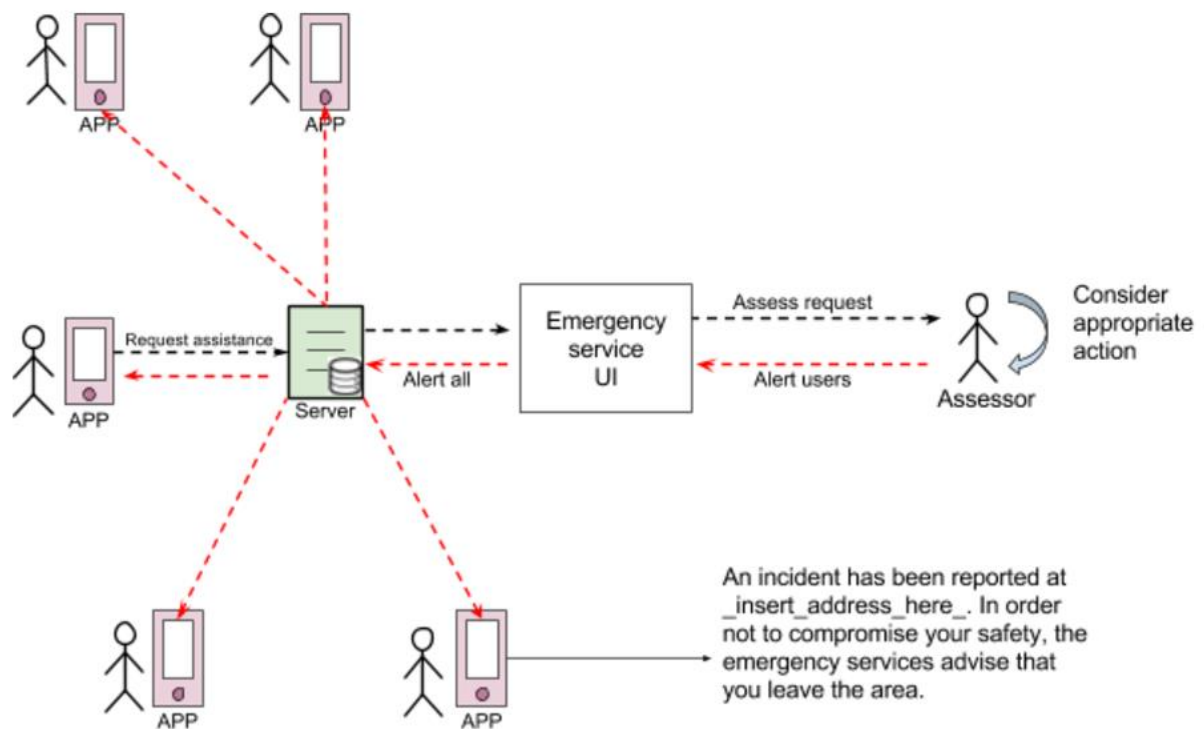 APP
APP
Request assistance
APP
Server
Alert all
Emergency
service
UI
Assess request
Alert users
Assessor
Consider
appropriate
action
APP
APP
An incident has been reported at
_insert_address_here_. In order
not to compromise your safety, the
emergency services advise that
you leave the area.